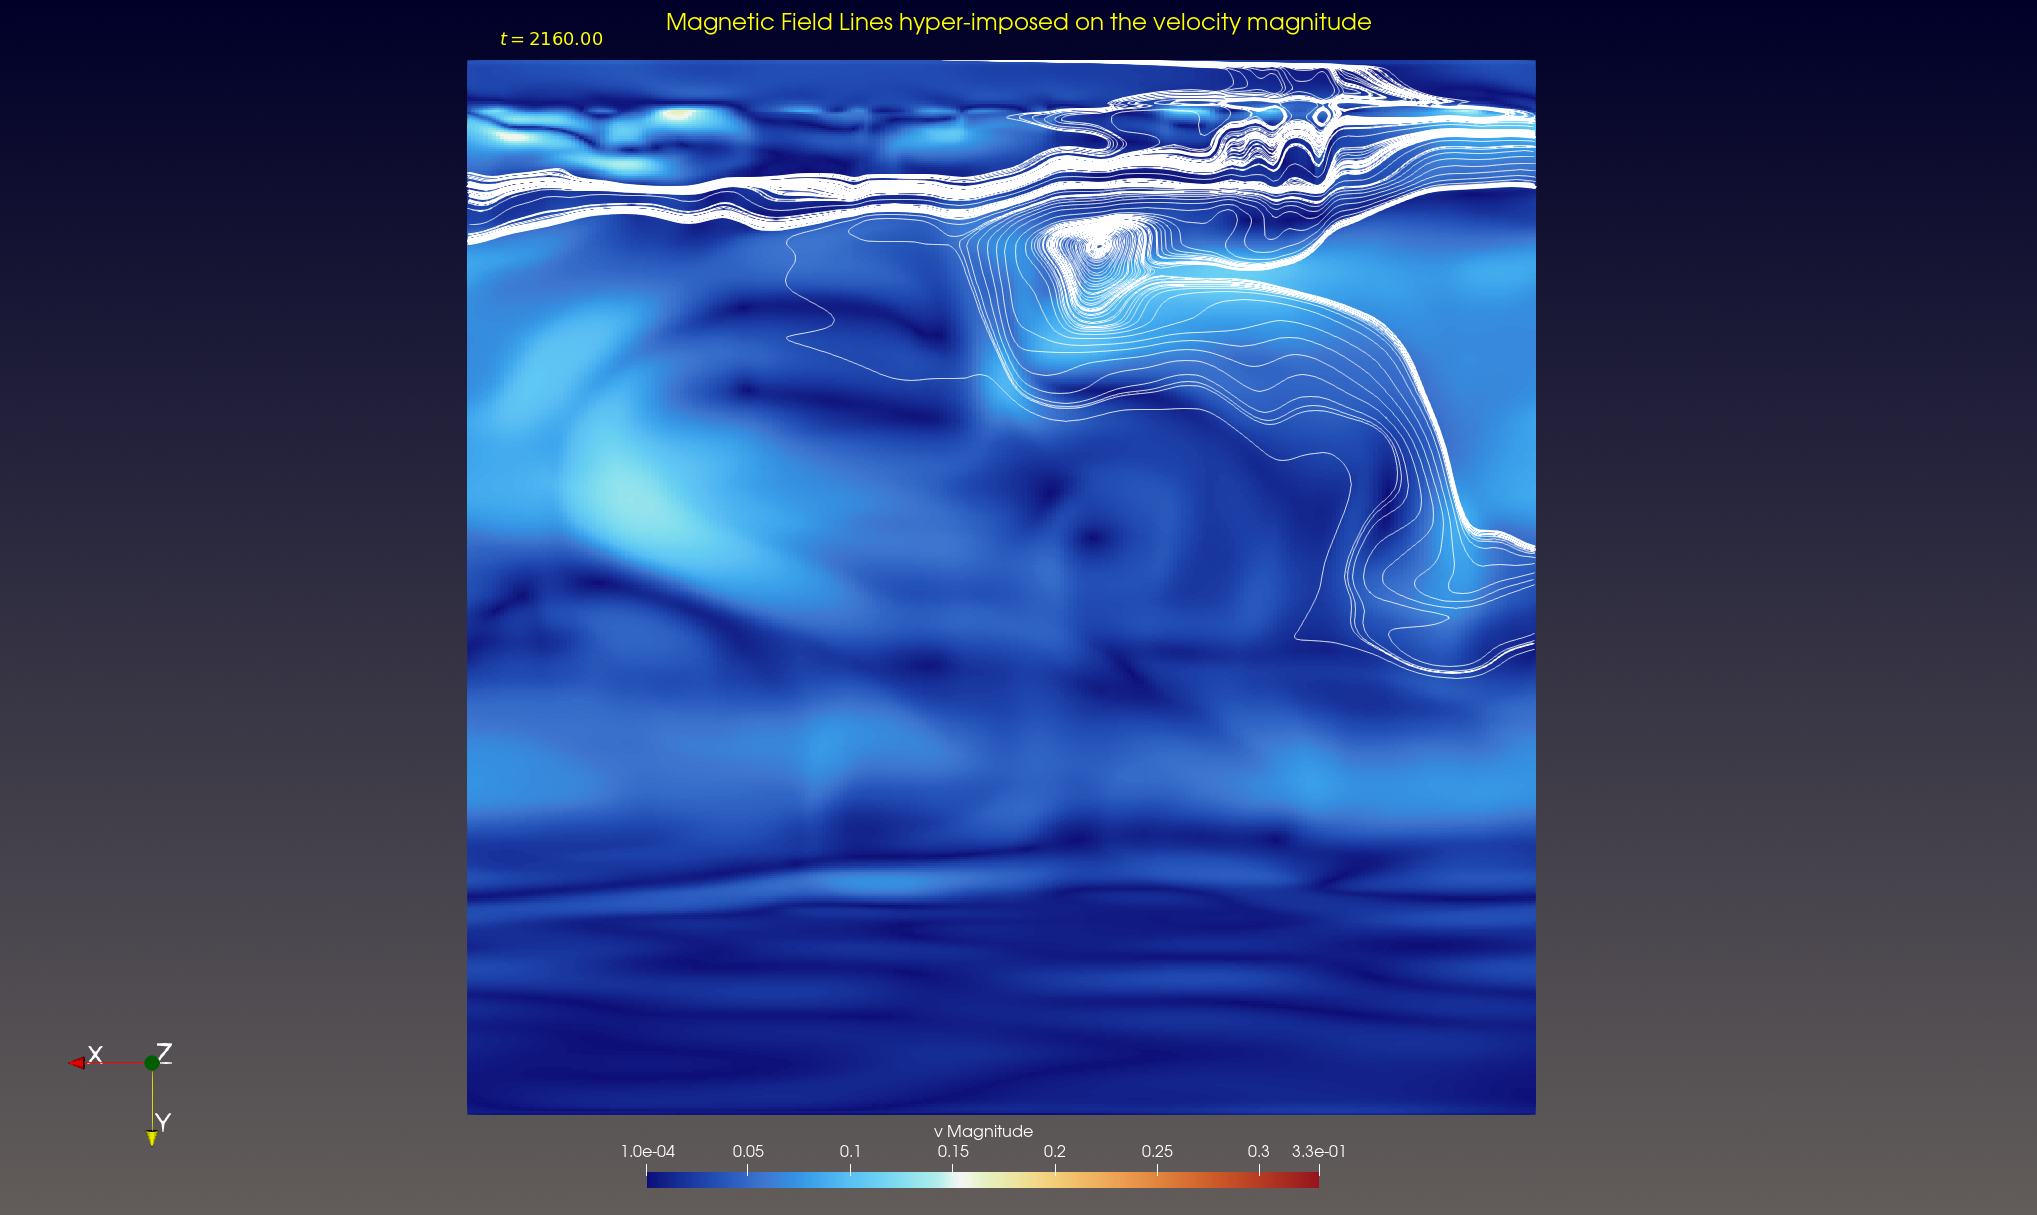 Magnetic Field Lines hyper-imposed on the velocity magnitude
t = 2160.00
X Z
Y
v Magnitude
1.0e-04 0.05 0.1 0.15 0.2 0.25 0.3 3.3e-01